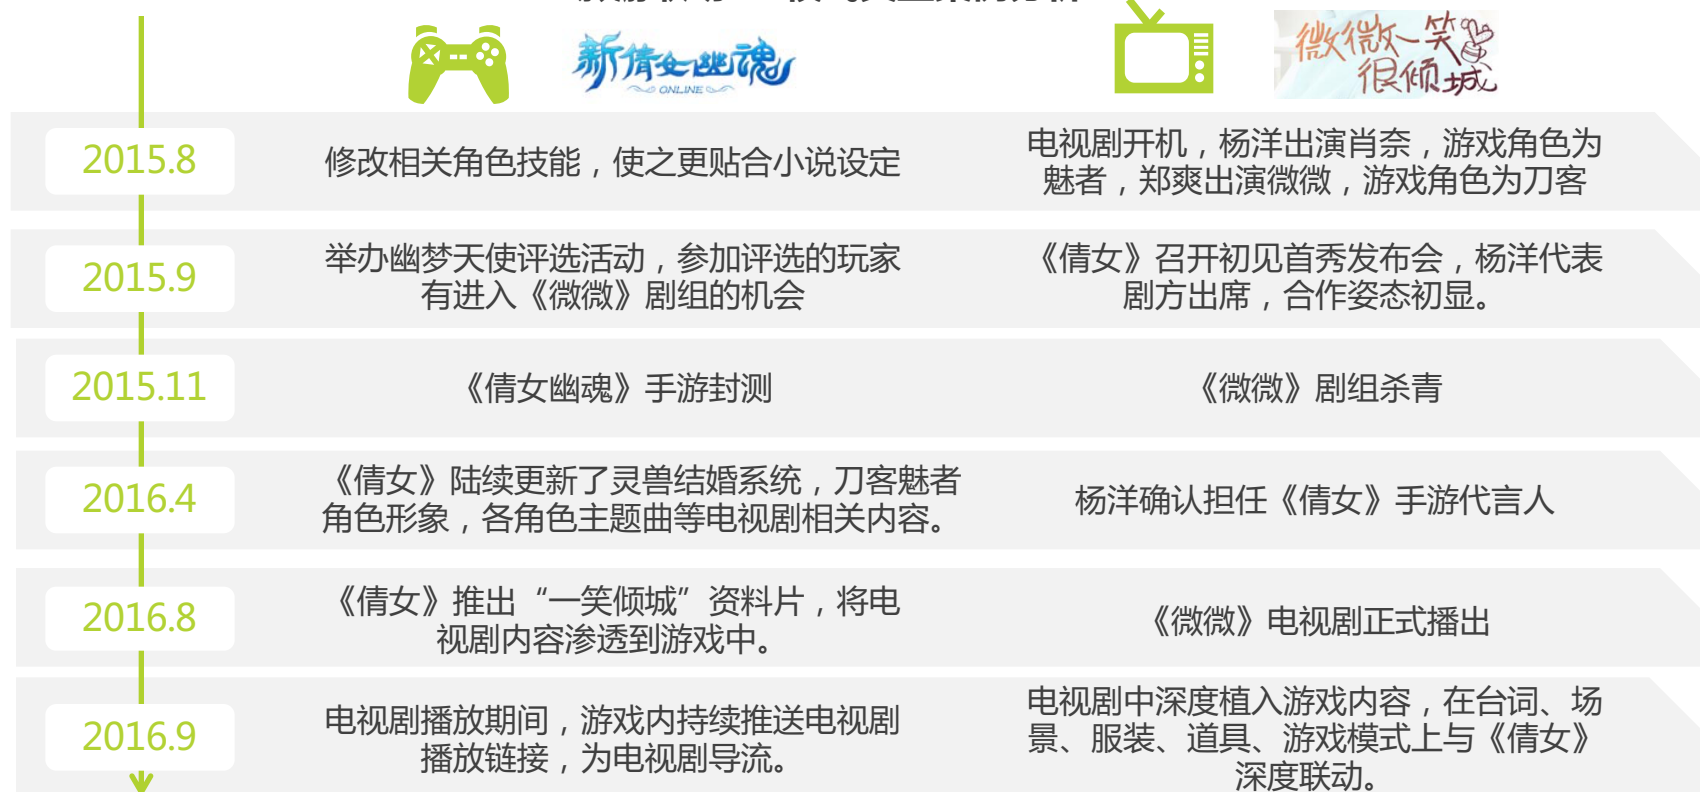 新倩女幽魂
ONLINE
微微一笑
很倾城
2015.8
修改相关角色技能，使之更贴合小说设定
电视剧开机，杨洋出演肖奈，游戏角色为
魅者，郑爽出演微微，游戏角色为刀客
2015.9
举办幽梦天使评选活动，参加评选的玩家
有进入《微微》剧组的机会
《倩女》召开初见首秀发布会，杨洋代表
剧方出席，合作姿态初显。
2015.11
《倩女幽魂》手游封测
《微微》剧组杀青
2016.4
《倩女》陆续更新了灵兽结婚系统，刀客魅者
角色形象，各角色主题曲等电视剧相关内容。
杨洋确认担任《倩女》手游代言人
2016.8
《倩女》推出“一笑倾城”资料片，将电
视剧内容渗透到游戏中。
《微微》电视剧正式播出
2016.9
电视剧播放期间，游戏内持续推送电视剧
播放链接，为电视剧导流。
电视剧中深度植入游戏内容，在台词、场
景、服装、道具、游戏模式上与《倩女》
深度联动。